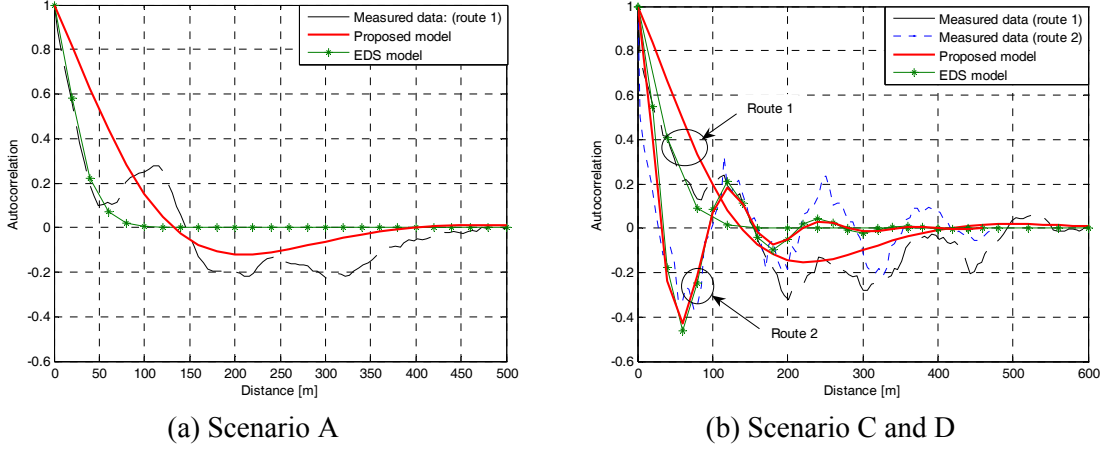 1
0.8
0.6
0.4
0.2
0
-0.2
-0.4
-0.6
Autocorrelation
0 50 100 150 200 250 300 350 400 450 500
Distance [m]
Measured data: (route 1)
Proposed model
EDS model
(a) Scenario A
1
0.8
0.6
0.4
0.2
0
-0.2
-0.4
-0.6
Autocorrelation
0 100 200 300 400 500 600
Distance [m]
Measured data (route 1)
Measured data (route 2)
Proposed model
EDS model
Route 1
Route 2
(b) Scenario C and D